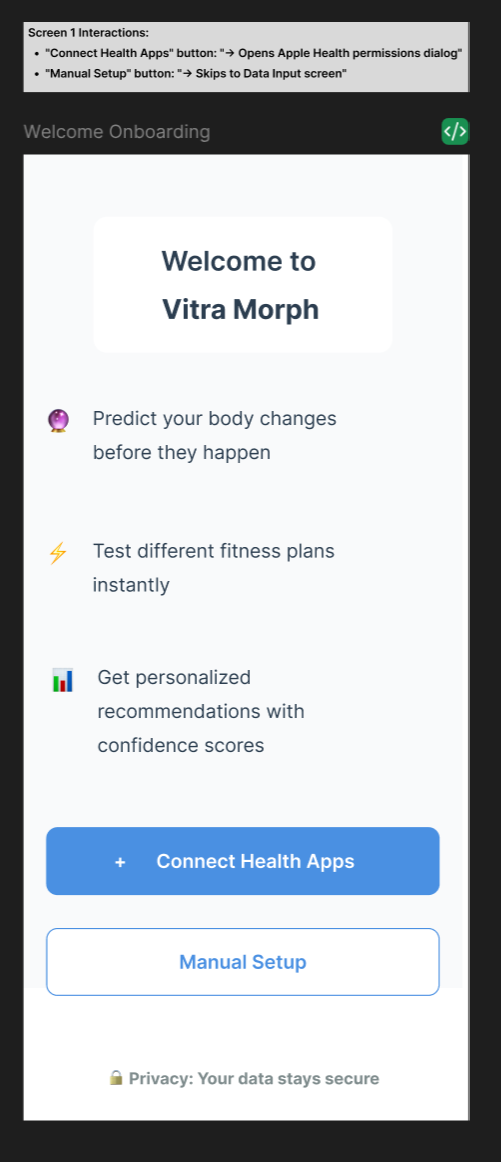 Screen 1 Interactions:
• "Connect Health Apps" button: "→ Opens Apple Health permissions dialog"
• "Manual Setup" button: "→ Skips to Data Input screen"
Welcome Onboarding
</>
Welcome to
Vitra Morph
Predict your body changes
before they happen
Test different fitness plans
instantly
Get personalized
recommendations with
confidence scores
+ Connect Health Apps
Manual Setup
Privacy: Your data stays secure